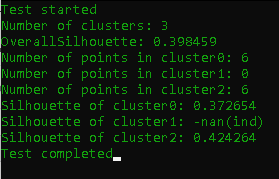 Test started
Number of clusters: 3
OverallSilhouette: 0.398459
Number of points in cluster0: 6
Number of points in cluster1: 0
Number of points in cluster2: 6
Silhouette of cluster0: 0.372654
Silhouette of cluster1: -nan(ind)
Silhouette of cluster2: 0.424264
Test completed